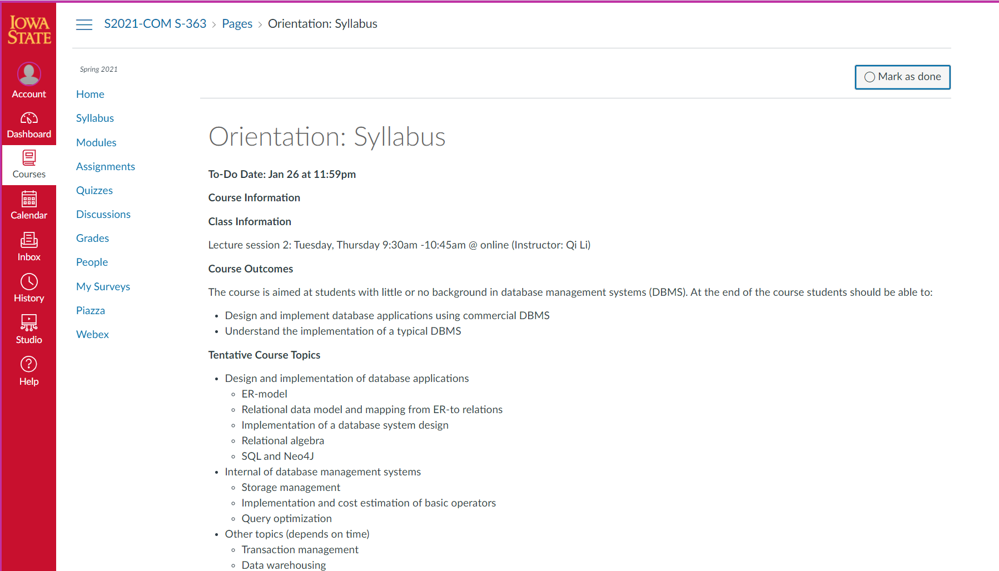 IOWA
STATE
Account
Dashboard
Courses
Calendar
Inbox
History
Studio
Help
S2021-COM S-363 > Pages > Orientation: Syllabus
Spring 2021
Home
Syllabus
Modules
Assignments
Quizzes
Discussions
Grades
People
My Surveys
Piazza
Webex
Mark as done
Orientation: Syllabus
To-Do Date: Jan 26 at 11:59pm
Course Information
Class Information
Lecture session 2: Tuesday, Thursday 9:30am -10:45am @ online (Instructor: Qi Li)
Course Outcomes
The course is aimed at students with little or no background in database management systems (DBMS). At the end of the course students should be able to:
• Design and implement database applications using commercial DBMS
• Understand the implementation of a typical DBMS
Tentative Course Topics
• Design and implementation of database applications
◦ ER-model
◦ Relational data model and mapping from ER-to relations
◦ Implementation of a database system design
◦ Relational algebra
◦ SQL and Neo4J
• Internal of database management systems
◦ Storage management
◦ Implementation and cost estimation of basic operators
◦ Query optimization
• Other topics (depends on time)
◦ Transaction management
◦ Data warehousing